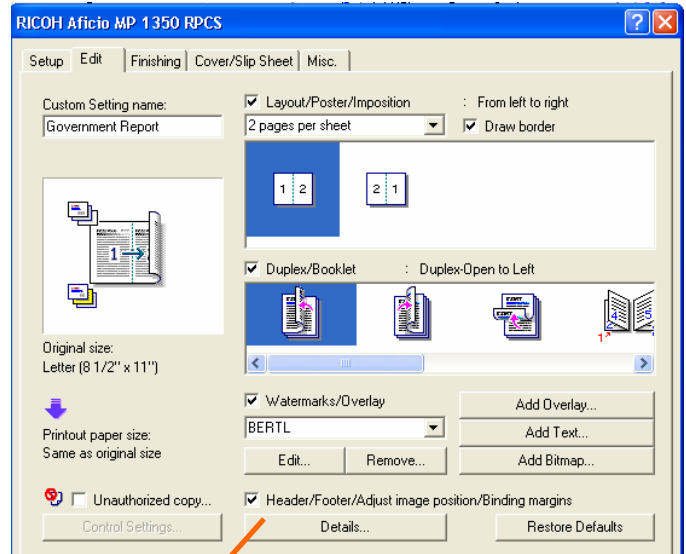 RICOH Aficio MP 1350 RPCS
Setup Edit Finishing Cover/Slip Sheet Misc.
Custom Setting name:
Government Report
Layout/Poster/Imposition : From left to right
2 pages per sheet Draw border
1 2 2 1
1
Duplex/Booklet : Duplex-Open to Left
Original size:
Letter (8 1/2" x 11")
Watermarks/Overlay
BERTL
Add Overlay...
Add Text...
Edit... Remove... Add Bitmap...
Printout paper size:
Same as original size
Unauthorized copy...
Header/Footer/Adjust image position/Binding margins
Control Settings... Details... Restore Defaults